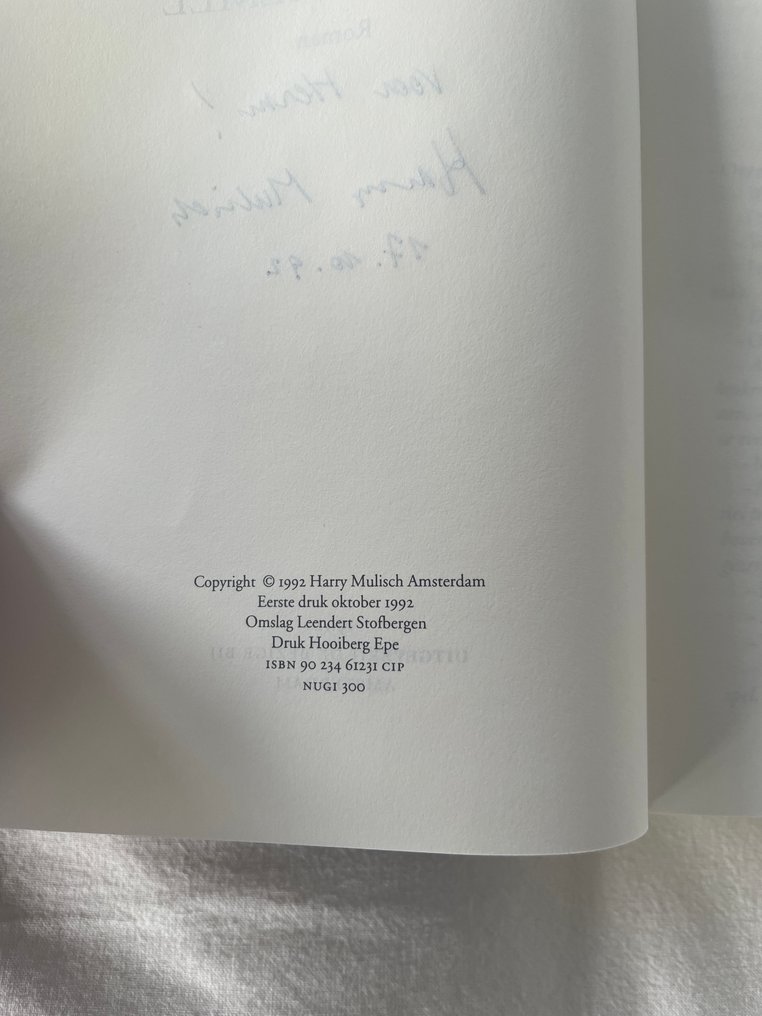 Roman
Voor Herm!
Harry Mulisch
17.10.92.
Copyright © 1992 Harry Mulisch Amsterdam
Eerste druk oktober 1992
Omslag Leendert Stofbergen
Druk Hooiberg Epe
ISBN 90 234 61231 CIP
NUGI 300